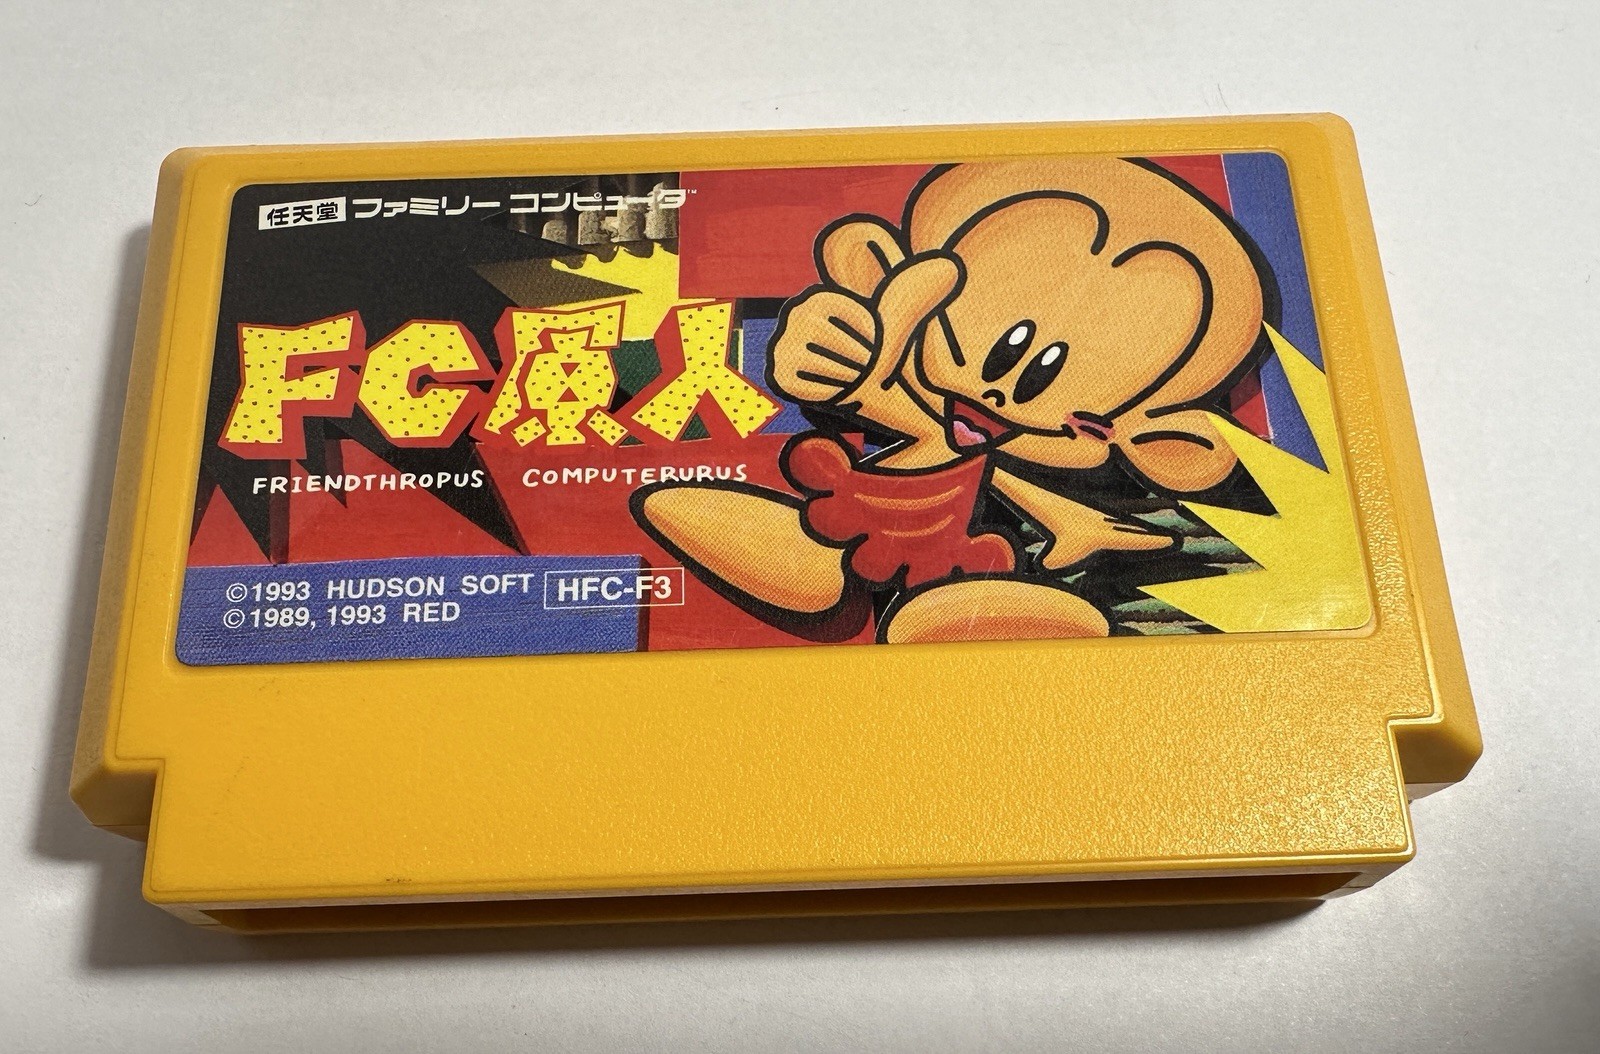 任天堂 ファミリー コンピュータ™
FC原人
FRIENDTHROPUS COMPUTERURUS
©1993 HUDSON SOFT HFC-F3
©1989, 1993 RED